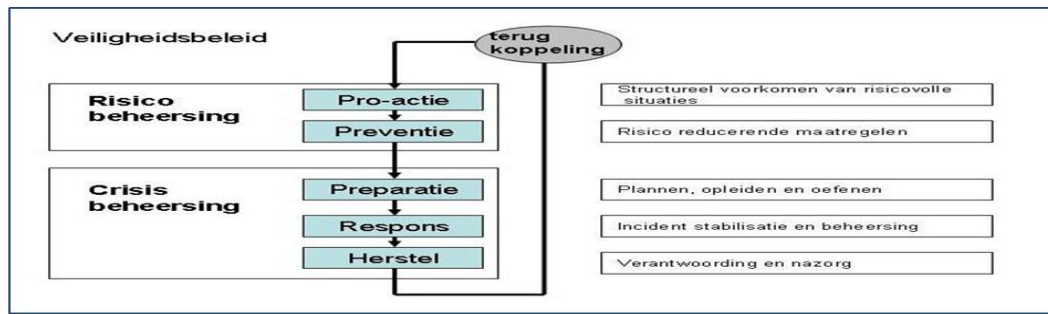 Veiligheidsbeleid
terug
koppeling
Risico
beheersing
Pro-actie
Structureel voorkomen van risicovolle
situaties
Preventie
Risico reducerende maatregelen
Crisis
beheersing
Preparatie
Plannen, opleiden en oefenen
Respons
Incident stabilisatie en beheersing
Herstel
Verantwoording en nazorg